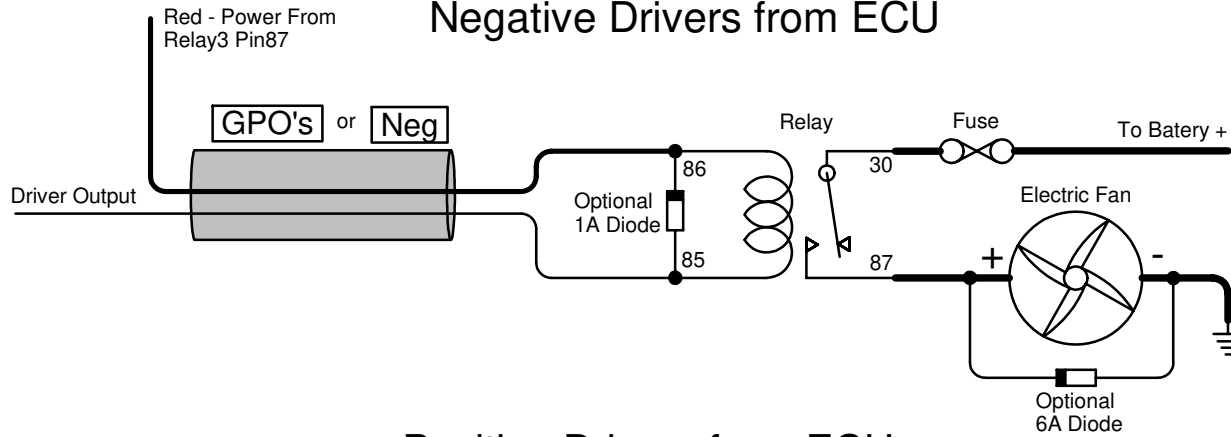 Negative Drivers from ECU
Red - Power From
Relay3 Pin87
GPO's or Neg
Driver Output
Optional
1A Diode
86
85
Relay
30
87
Fuse
To Batery +
Electric Fan
+ -
Optional
6A Diode